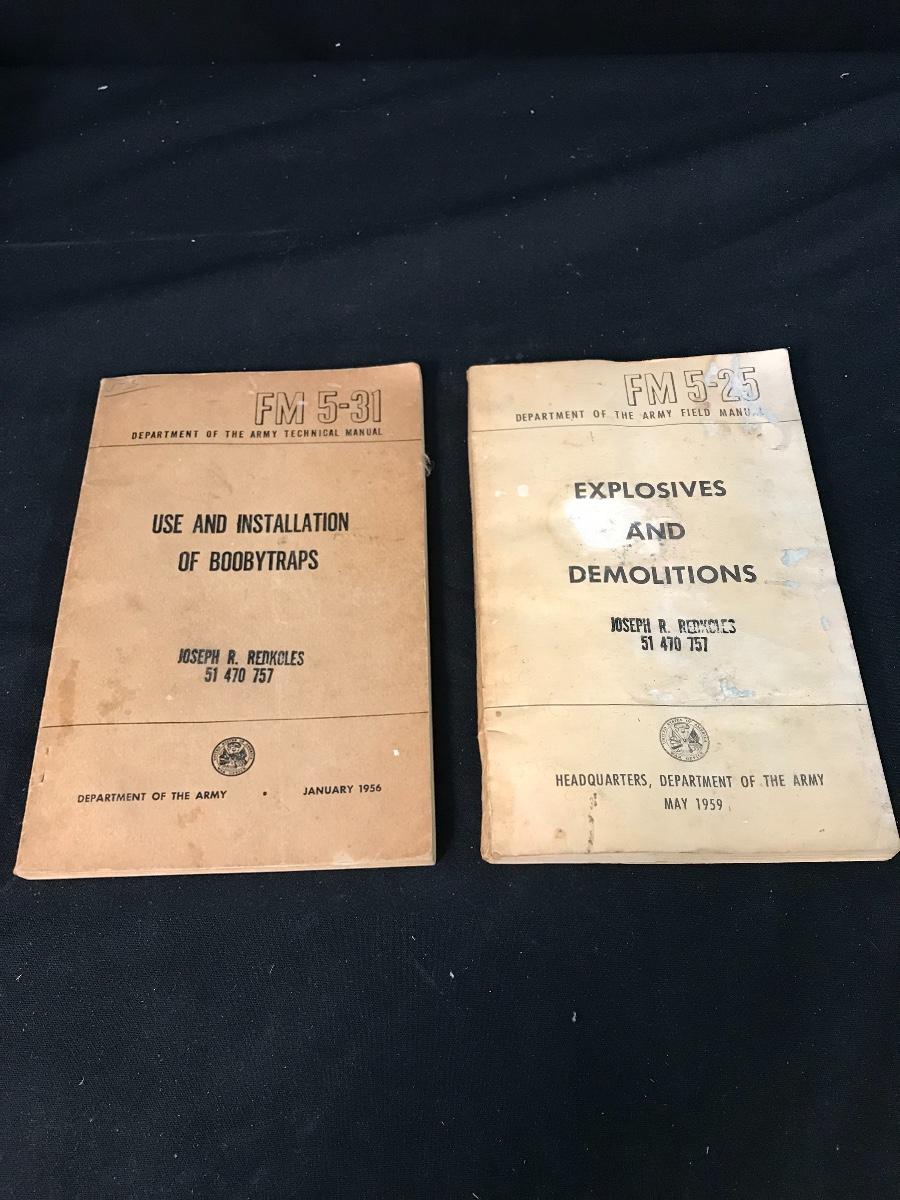 FM 5-31
DEPARTMENT OF THE ARMY TECHNICAL MANUAL
USE AND INSTALLATION
OF BOOBYTRAPS
JOSEPH R. REDKOLES
51 470 757
DEPARTMENT OF THE ARMY • JANUARY 1956
FM 5-25
DEPARTMENT OF THE ARMY FIELD MANUAL
EXPLOSIVES
AND
DEMOLITIONS
JOSEPH R. REDKOLES
51 470 757
HEADQUARTERS, DEPARTMENT OF THE ARMY
MAY 1959